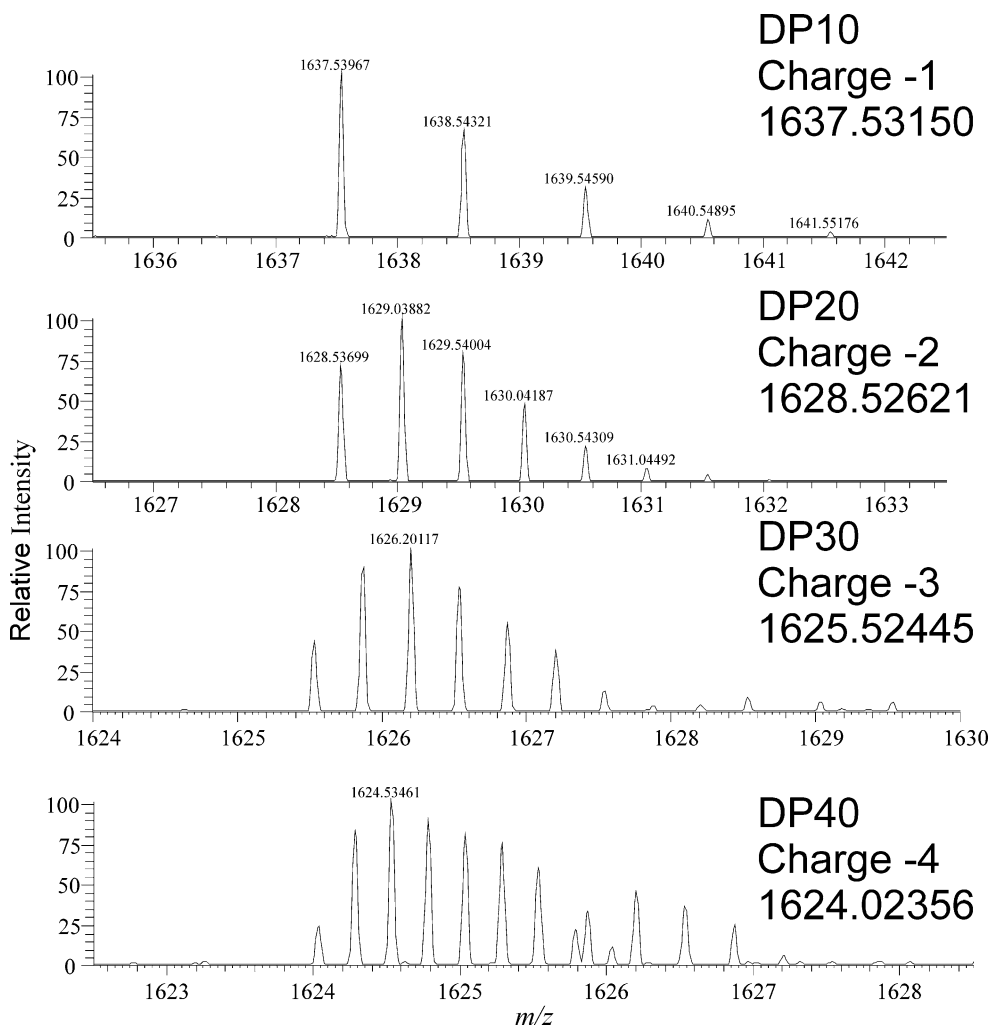 DP10
Charge -1
1637.53150
1637.53967
1638.54321
1639.54590
1640.54895
1641.55176
100
75
50
25
0
1636 1637 1638 1639 1640 1641 1642
DP20
Charge -2
1628.52621
1629.03882
1628.53699
1629.54004
1630.04187
1630.54309
1631.04492
100
75
50
25
0
1627 1628 1629 1630 1631 1632 1633
Relative Intensity
DP30
Charge -3
1625.52445
1626.20117
100
75
50
25
0
1624 1625 1626 1627 1628 1629 1630
DP40
Charge -4
1624.02356
1624.53461
100
75
50
25
0
1623 1624 1625 1626 1627 1628
m/z